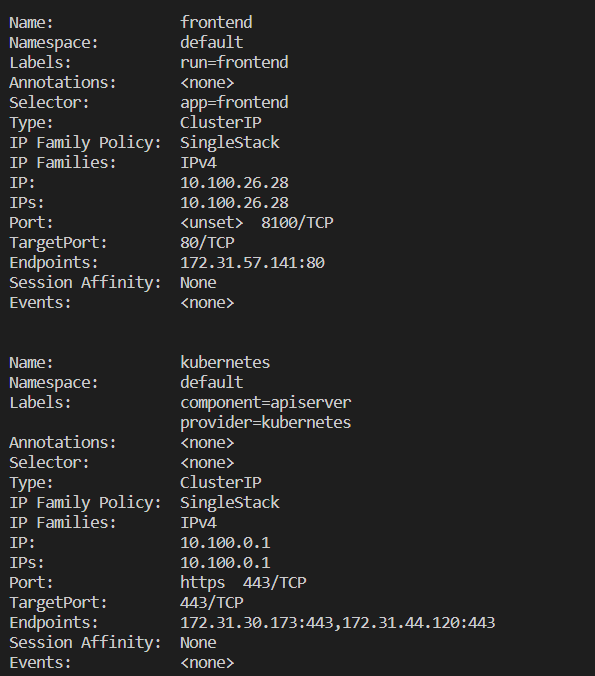 Name:              frontend
Namespace:         default
Labels:            run=frontend
Annotations:       <none>
Selector:          app=frontend
Type:              ClusterIP
IP Family Policy:  SingleStack
IP Families:       IPv4
IP:                10.100.26.28
IPs:               10.100.26.28
Port:              <unset>  8100/TCP
TargetPort:        80/TCP
Endpoints:         172.31.57.141:80
Session Affinity:  None
Events:            <none>
Name:              kubernetes
Namespace:         default
Labels:            component=apiserver
                   provider=kubernetes
Annotations:       <none>
Selector:          <none>
Type:              ClusterIP
IP Family Policy:  SingleStack
IP Families:       IPv4
IP:                10.100.0.1
IPs:               10.100.0.1
Port:              https  443/TCP
TargetPort:        443/TCP
Endpoints:         172.31.30.173:443,172.31.44.120:443
Session Affinity:  None
Events:            <none>